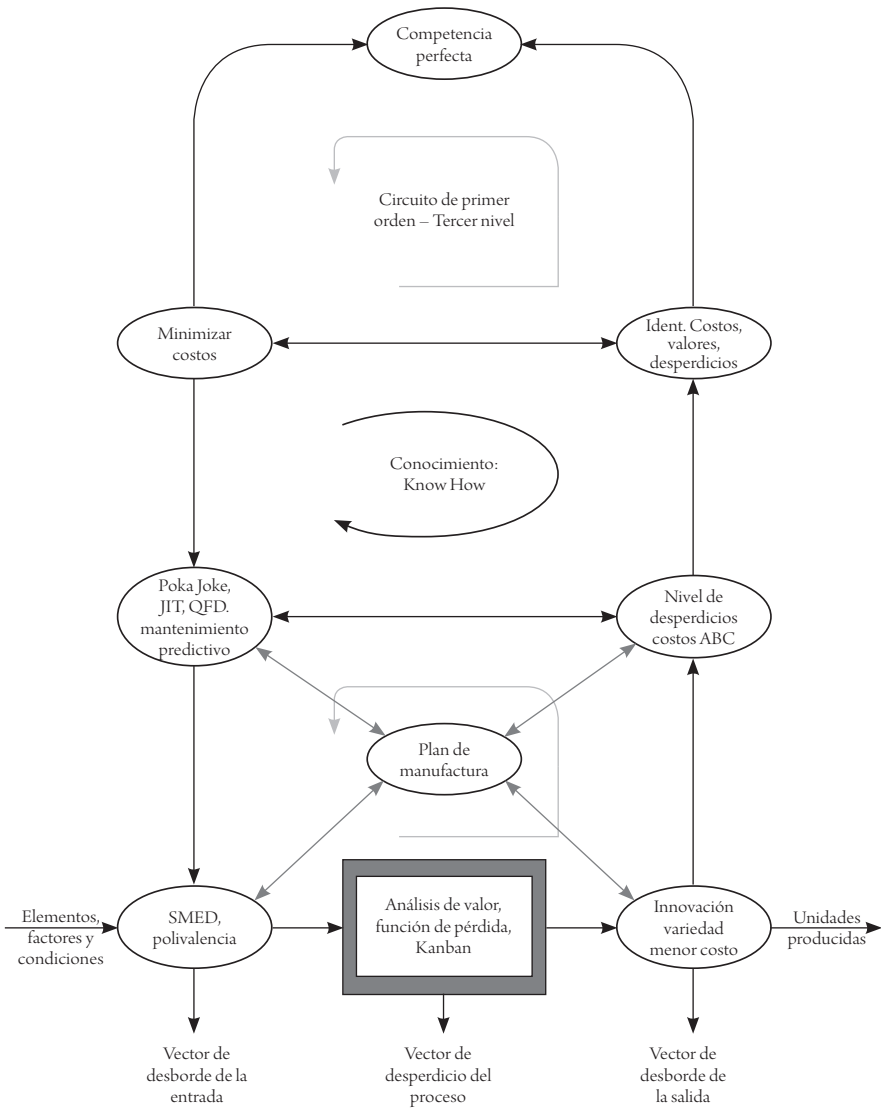 Competencia
perfecta
Circuito de primer
orden – Tercer nivel
Minimizar
costos
Ident. Costos,
valores,
desperdicios
Conocimiento:
Know How
Poka Joke,
JIT, QFD.
mantenimiento
predictivo
Nivel de
desperdicios
costos ABC
Plan de
manufactura
Elementos,
factores y
condiciones
SMED,
polivalencia
Análisis de valor,
función de pérdida,
Kanban
Innovación
variedad
menor costo
Unidades
producidas
Vector de
desborde de la
entrada
Vector de
desperdicio del
proceso
Vector de
desborde de
la salida